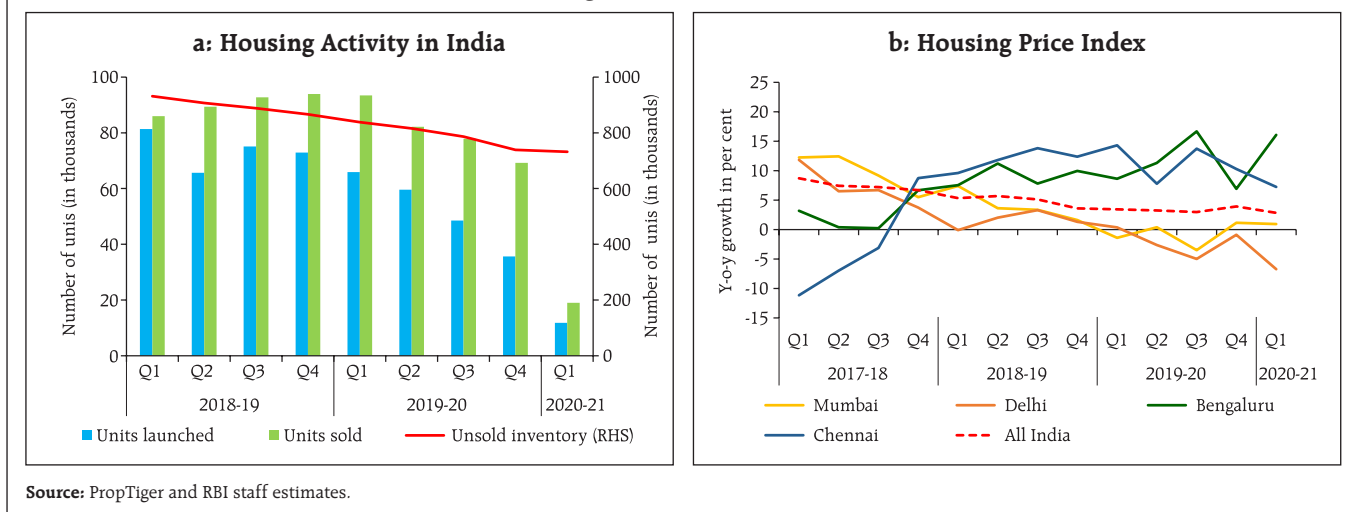 a: Housing Activity in India
100
80
60
40
20
0
1000
800
600
400
200
0
Number of unis (in thousands)
Number of unis (in thousands)
Q1 Q2 Q3 Q4 Q1 Q2 Q3 Q4 Q1
2018-19 2019-20 2020-21
Units launched Units sold Unsold inventory (RHS)
b: Housing Price Index
25
20
15
10
5
0
-5
-10
-15
Y-o-y growth in per cent
Q1 Q2 Q3 Q4 Q1 Q2 Q3 Q4 Q1 Q2 Q3 Q4 Q1
2017-18 2018-19 2019-20 2020-21
Mumbai Delhi Bengaluru
Chennai All India
Source: PropTiger and RBI staff estimates.